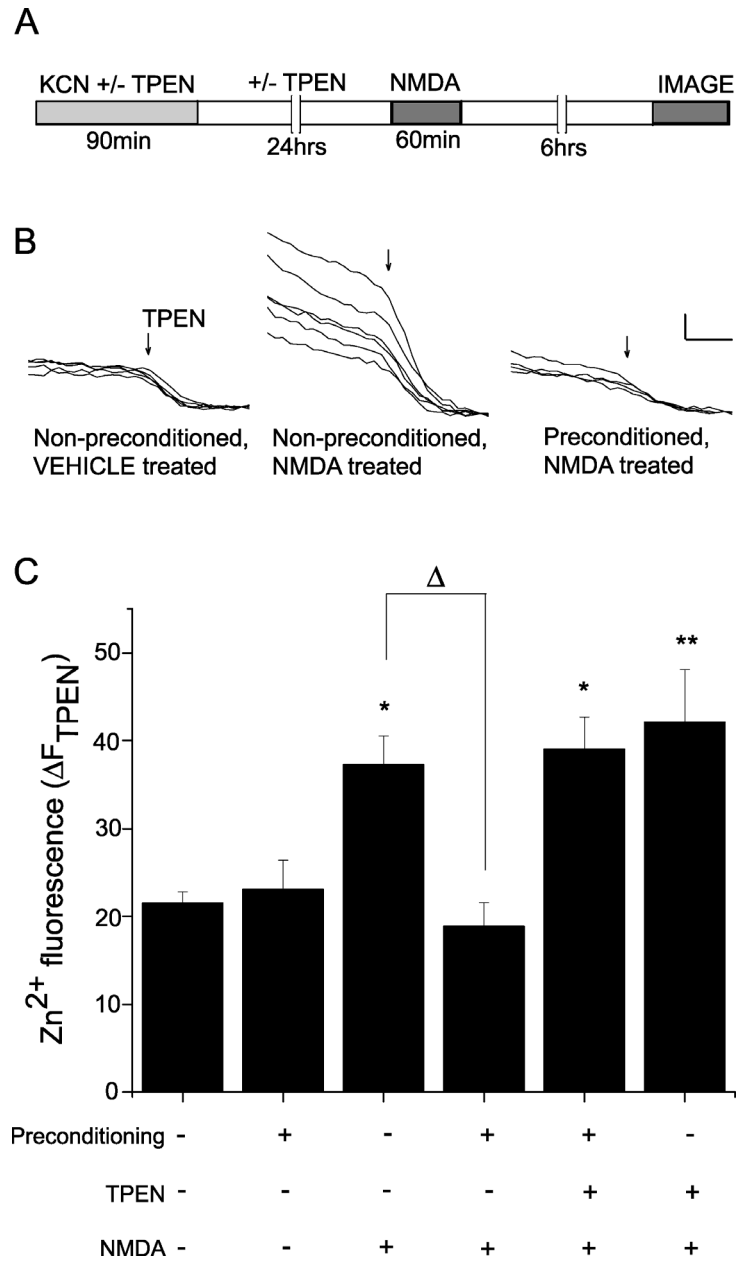 A
KCN +/- TPEN +/- TPEN NMDA IMAGE
90min 24hrs 60min 6hrs
B
TPEN
Non-preconditioned, VEHICLE treated
Non-preconditioned, NMDA treated
Preconditioned, NMDA treated
C
Δ
* * **
Zn2+ fluorescence (ΔFTPEN)
50
40
30
20
10
0
Preconditioning - + - + + -
TPEN - - - - + +
NMDA - - + + + +